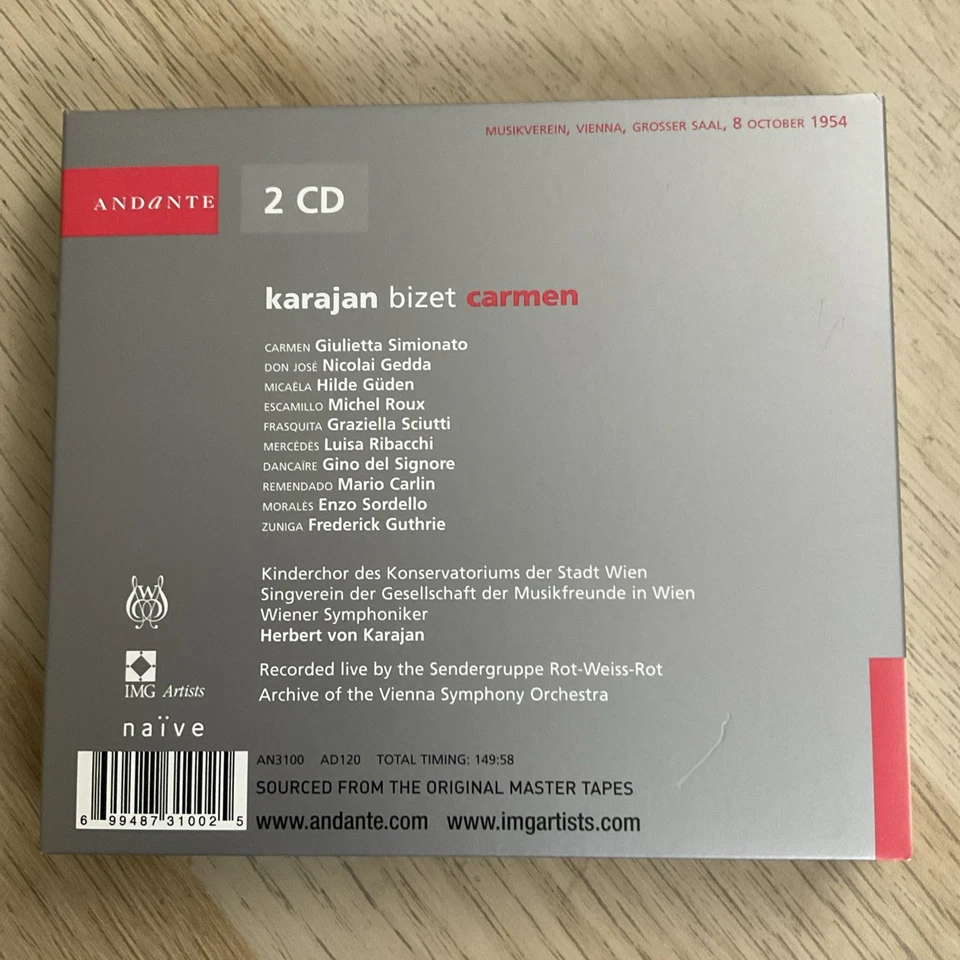 MUSIKVEREIN, VIENNA, GROSSER SAAL, 8 OCTOBER 1954
ANDaNTE
2 CD
karajan bizet carmen
CARMEN Giulietta Simionato
DON JOSÉ Nicolai Gedda
MICAËLA Hilde Güden
ESCAMILLO Michel Roux
FRASQUITA Graziella Sciutti
MERCÉDÈS Luisa Ribacchi
DANCAÏRE Gino del Signore
REMENDADO Mario Carlin
MORALÈS Enzo Sordello
ZUNIGA Frederick Guthrie
Kinderchor des Konservatoriums der Stadt Wien
Singverein der Gesellschaft der Musikfreunde in Wien
Wiener Symphoniker
Herbert von Karajan
Recorded live by the Sendergruppe Rot-Weiss-Rot
Archive of the Vienna Symphony Orchestra
W
IMG Artists
naïve
AN3100 AD120 TOTAL TIMING: 149:58
SOURCED FROM THE ORIGINAL MASTER TAPES
www.andante.com www.imgartists.com
6 99487 31002 5